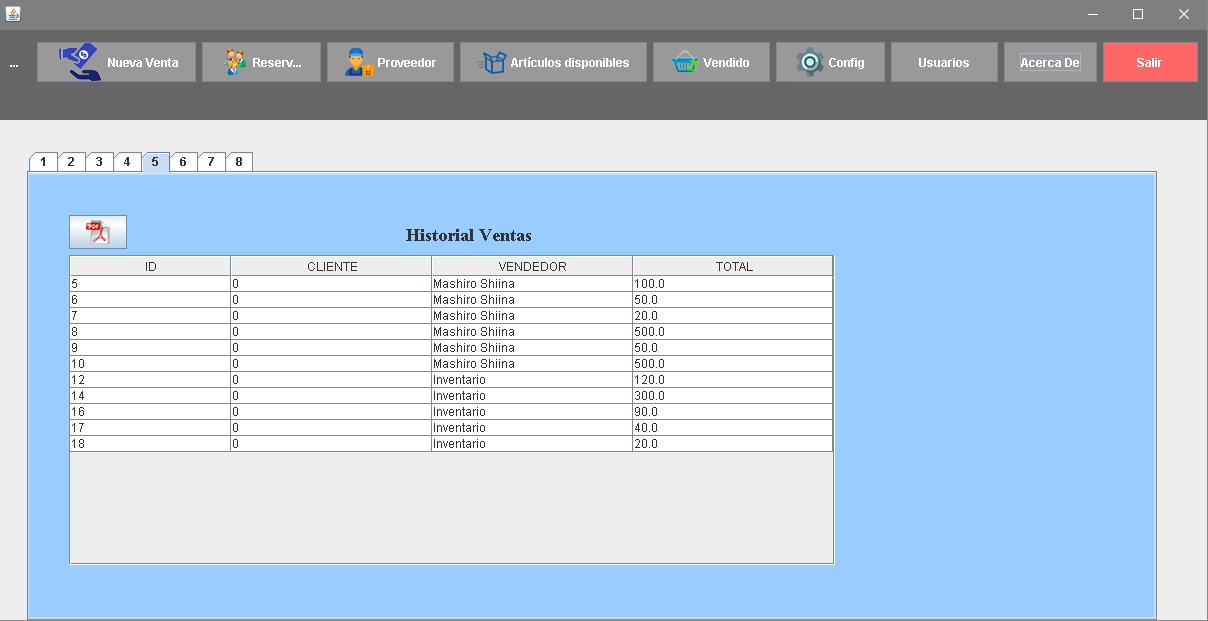 ... Nueva Venta Reserv... Proveedor Artículos disponibles Vendido Config Usuarios Acerca De Salir
1 2 3 4 5 6 7 8
PDF
Historial Ventas
ID CLIENTE VENDEDOR TOTAL
5 0 Mashiro Shiina 100.0
6 0 Mashiro Shiina 50.0
7 0 Mashiro Shiina 20.0
8 0 Mashiro Shiina 500.0
9 0 Mashiro Shiina 50.0
10 0 Mashiro Shiina 500.0
12 0 Inventario 120.0
14 0 Inventario 300.0
16 0 Inventario 90.0
17 0 Inventario 40.0
18 0 Inventario 20.0